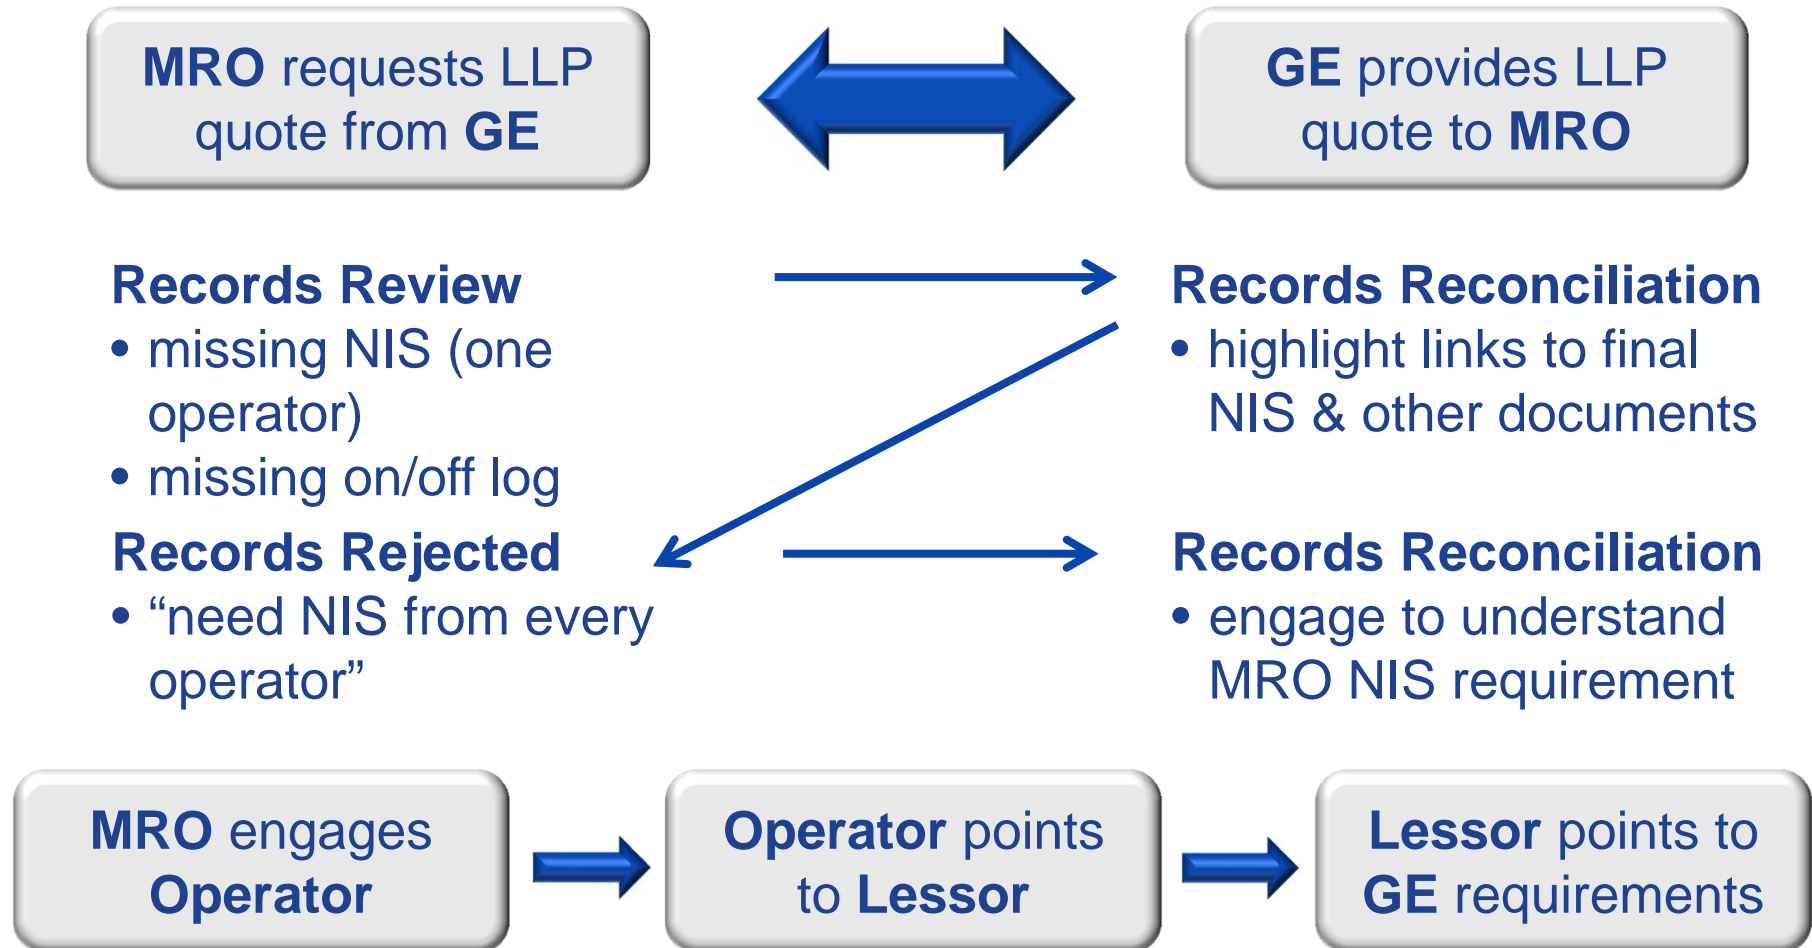 MRO requests LLP
quote from GE
GE provides LLP
quote to MRO
Records Review
• missing NIS (one
operator)
• missing on/off log
Records Reconciliation
• highlight links to final
NIS & other documents
Records Rejected
• “need NIS from every
operator”
Records Reconciliation
• engage to understand
MRO NIS requirement
MRO engages
Operator
Operator points
to Lessor
Lessor points to
GE requirements